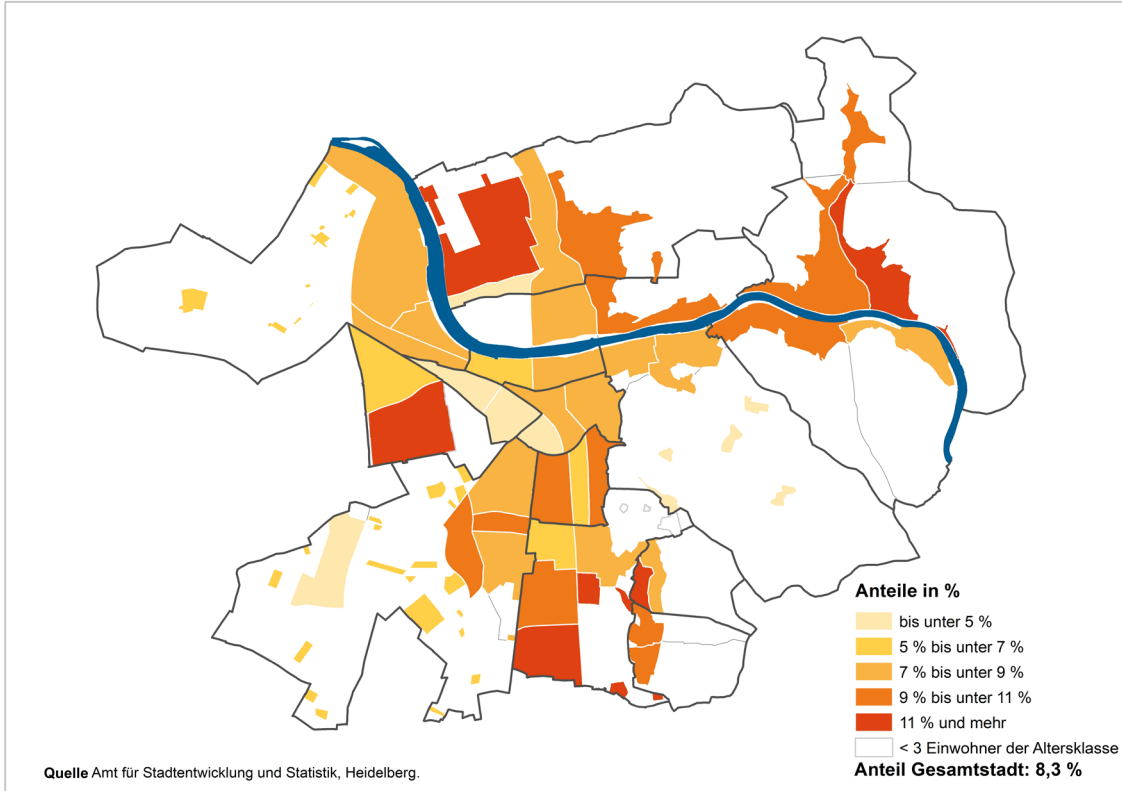 Anteile in %
bis unter 5 %
5 % bis unter 7 %
7 % bis unter 9 %
9 % bis unter 11 %
11 % und mehr
< 3 Einwohner der Altersklasse
Anteil Gesamtstadt: 8,3 %
Quelle Amt für Stadtentwicklung und Statistik, Heidelberg.